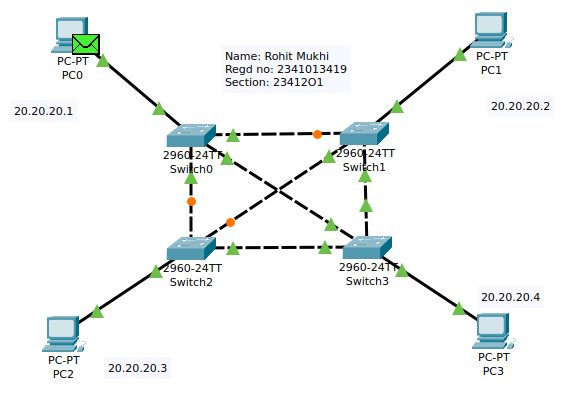 PC-PT
PC0
20.20.20.1
Name: Rohit Mukhi
Regd no: 2341013419
Section: 23412O1
PC-PT
PC1
20.20.20.2
2960-24TT
Switch0
2960-24TT
Switch1
2960-24TT
Switch2
2960-24TT
Switch3
20.20.20.4
PC-PT
PC2
20.20.20.3
PC-PT
PC3